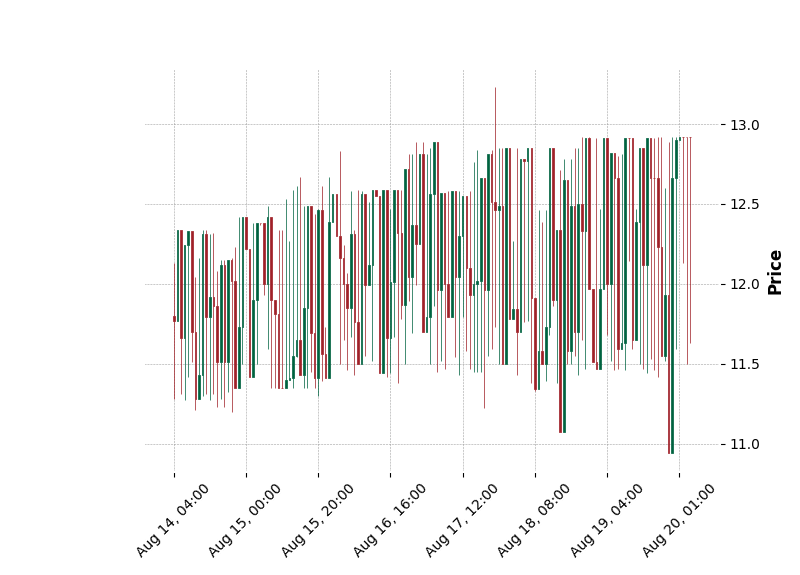 13.0
12.5
12.0
11.5
11.0
Price
Aug 14, 04:00
Aug 15, 00:00
Aug 15, 20:00
Aug 16, 16:00
Aug 17, 12:00
Aug 18, 08:00
Aug 19, 04:00
Aug 20, 01:00